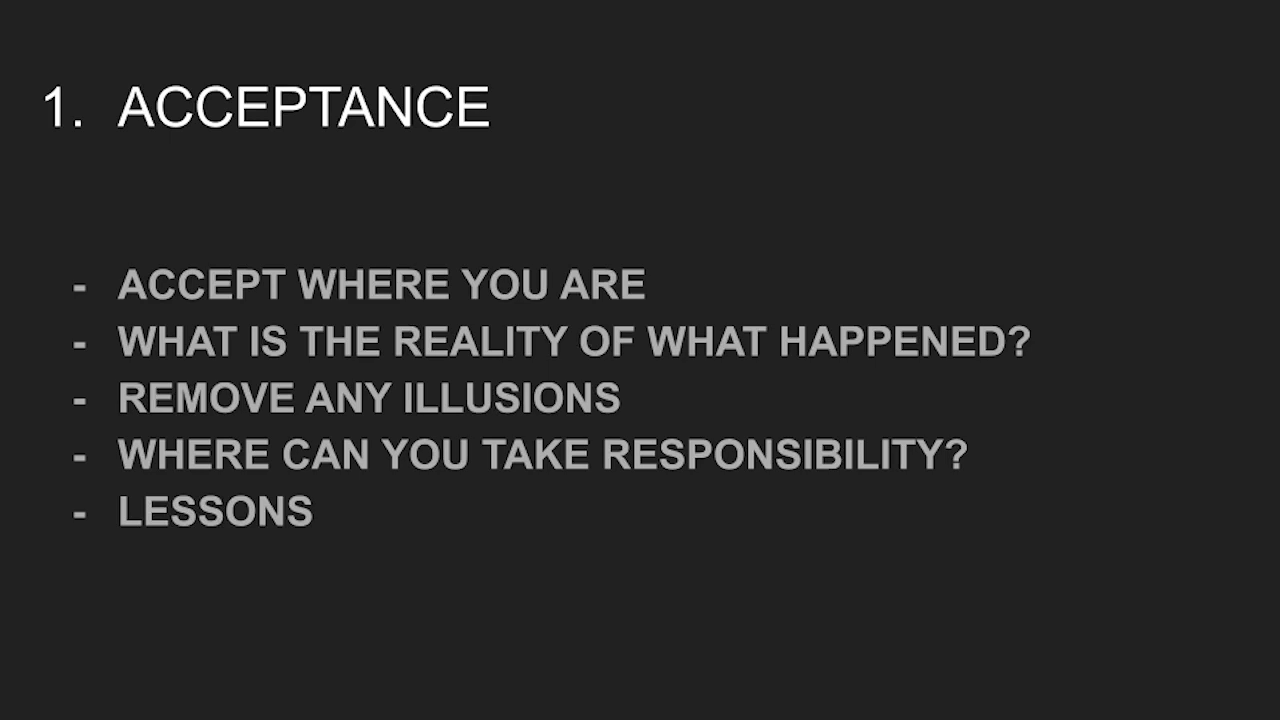 1. ACCEPTANCE
- ACCEPT WHERE YOU ARE
- WHAT IS THE REALITY OF WHAT HAPPENED?
- REMOVE ANY ILLUSIONS
- WHERE CAN YOU TAKE RESPONSIBILITY?
- LESSONS